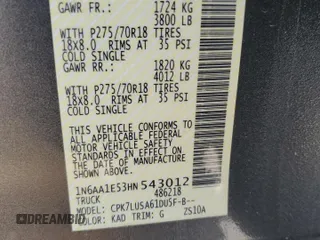 GAWR FR.: 1724 KG
3800 LB
WITH P275/70R18 TIRES
18X8.0 RIMS AT 35 PSI
COLD SINGLE
GAWR RR.: 1820 KG
4012 LB
WITH P275/70R18 TIRES
18X8.0 RIMS AT 35 PSI
COLD SINGLE
THIS VEHICLE CONFORMS TO ALL
APPLICABLE FEDERAL
MOTOR VEHICLE SAFETY
STANDARDS IN EFFECT ON THE
DATE OF MANUFACTURE
SHOWN ABOVE.
1N6AA1E53HN543012
TRUCK 486218
MODEL: CPK7LUSA61DU5F-B--
COLOR: KAD TRIM: G ZS10A
DREAMBID